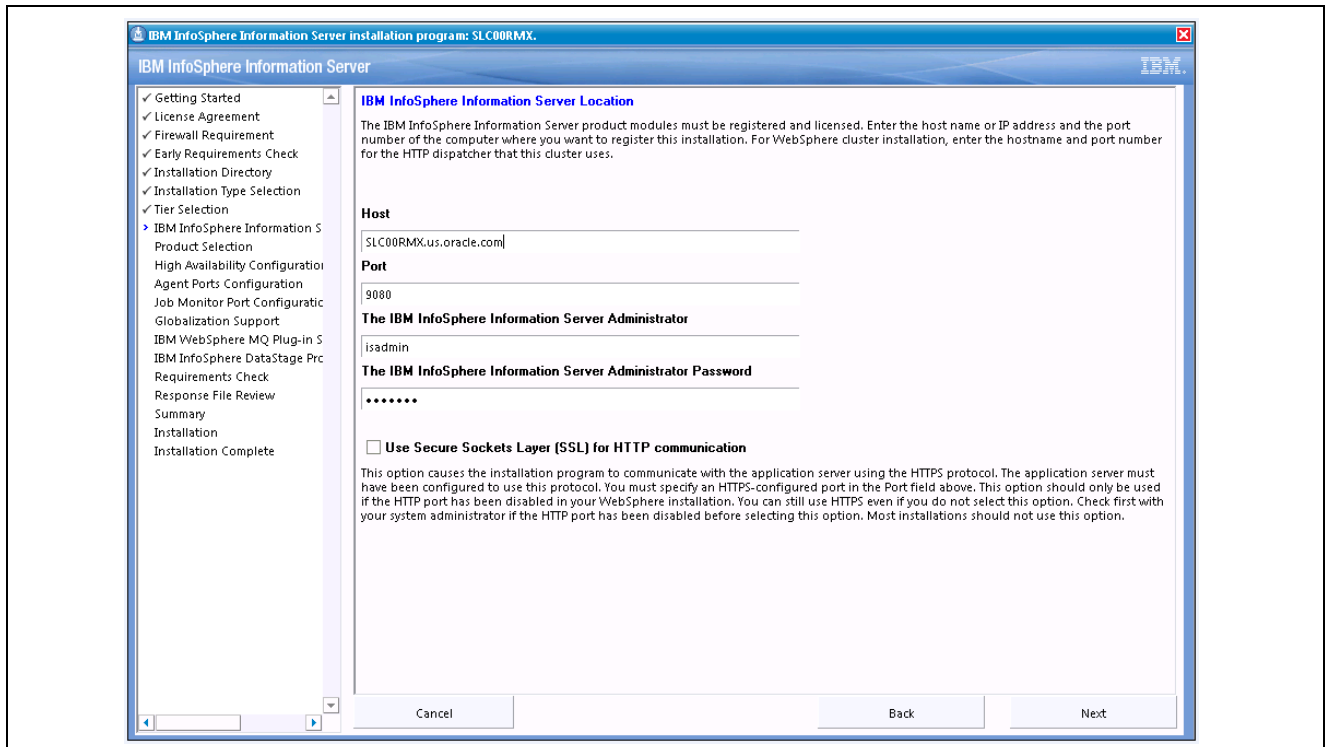 IBM InfoSphere Information Server installation program: SLC00RMX.
IBM InfoSphere Information Server
IBM.
Getting Started
License Agreement
Firewall Requirement
Early Requirements Check
Installation Directory
Installation Type Selection
Tier Selection
IBM InfoSphere Information S
Product Selection
High Availability Configuration
Agent Ports Configuration
Job Monitor Port Configuratic
Globalization Support
IBM WebSphere MQ Plug-in S
IBM InfoSphere DataStage Prc
Requirements Check
Response File Review
Summary
Installation
Installation Complete
IBM InfoSphere Information Server Location
The IBM InfoSphere Information Server product modules must be registered and licensed. Enter the host name or IP address and the port
number of the computer where you want to register this installation. For WebSphere cluster installation, enter the hostname and port number
for the HTTP dispatcher that this cluster uses.
Host
SLC00RMX.us.oracle.com
Port
9080
The IBM InfoSphere Information Server Administrator
isadmin
The IBM InfoSphere Information Server Administrator Password
•••••••
Use Secure Sockets Layer (SSL) for HTTP communication
This option causes the installation program to communicate with the application server using the HTTPS protocol. The application server must
have been configured to use this protocol. You must specify an HTTPS-configured port in the Port field above. This option should only be used
if the HTTP port has been disabled in your WebSphere installation. You can still use HTTPS even if you do not select this option. Check first with
your system administrator if the HTTP port has been disabled before selecting this option. Most installations should not use this option.
Cancel
Back
Next